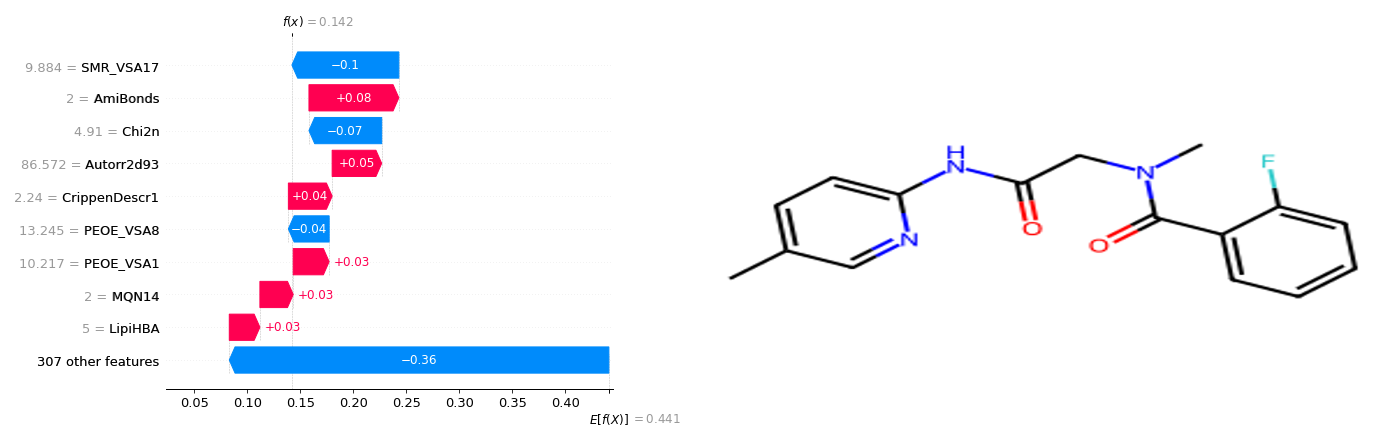 f(x) = 0.142
9.884 = SMR_VSA17
−0.1
2 = AmiBonds
+0.08
4.91 = Chi2n
−0.07
86.572 = Autorr2d93
+0.05
2.24 = CrippenDescr1
+0.04
13.245 = PEOE_VSA8
−0.04
10.217 = PEOE_VSA1
+0.03
2 = MQN14
+0.03
5 = LipiHBA
+0.03
307 other features
−0.36
0.05 0.10 0.15 0.20 0.25 0.30 0.35 0.40
E[f(X)] = 0.441
H
N
O
N
N
O
F